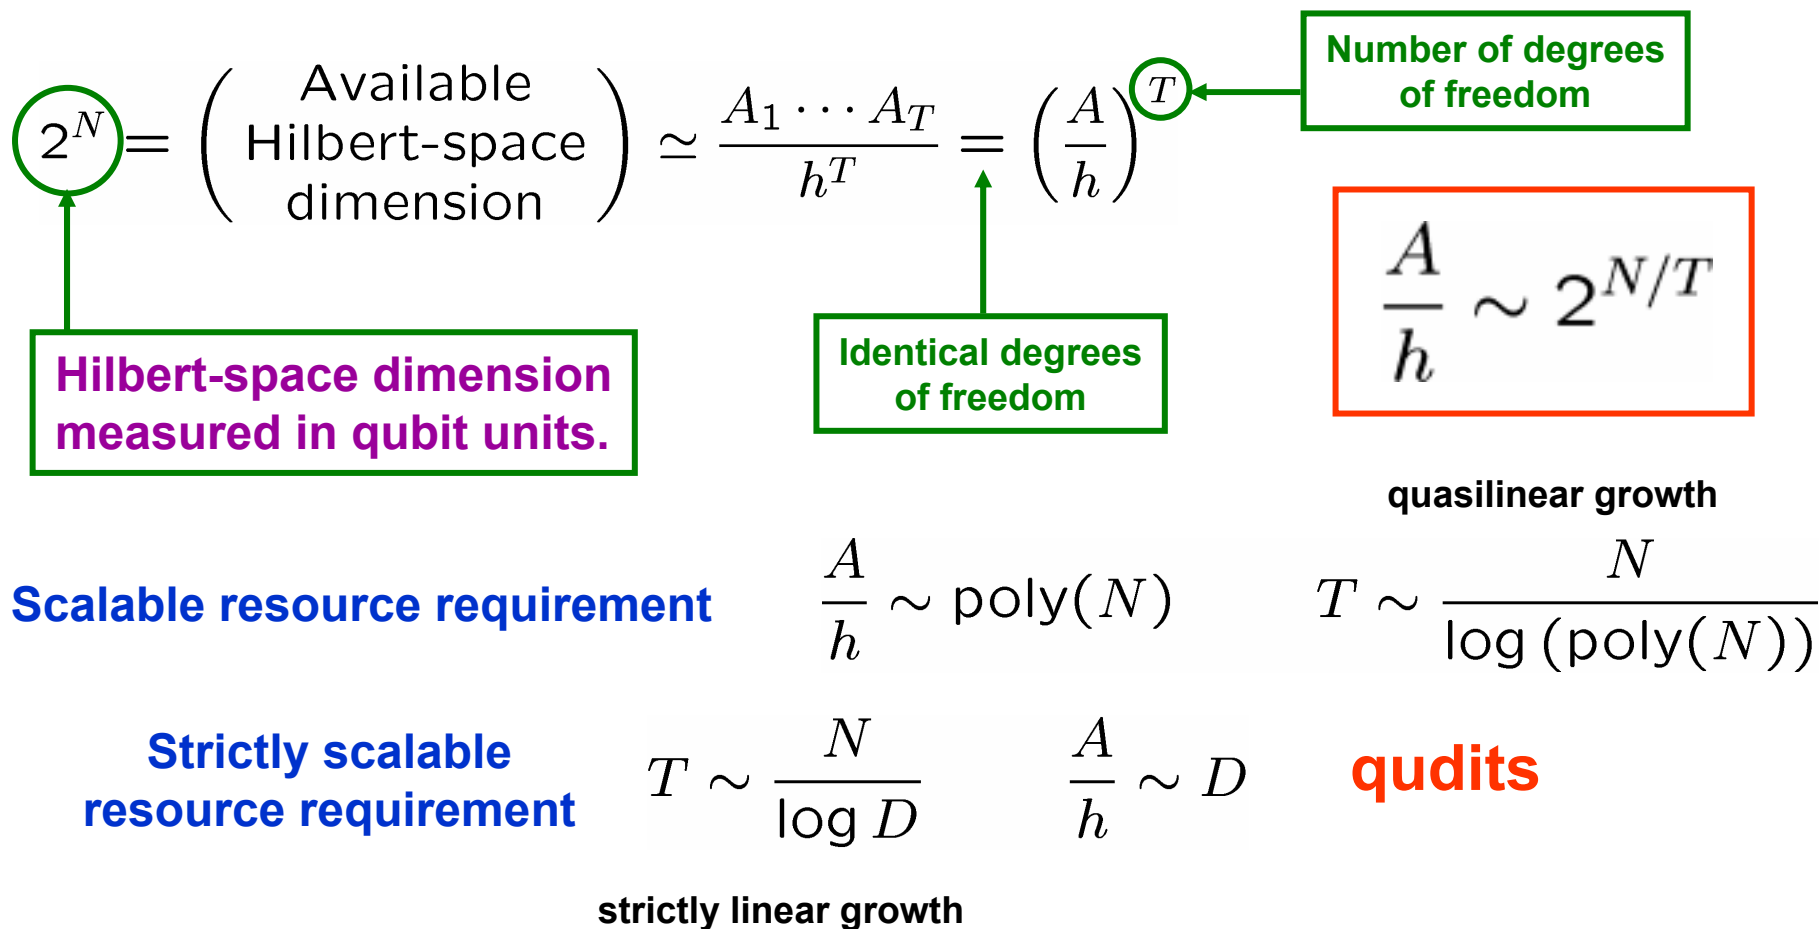 2^N = ( Available Hilbert-space dimension ) ≃ A_1 ⋯ A_T / h^T = (A / h)^T
Number of degrees
of freedom
Hilbert-space dimension
measured in qubit units.
Identical degrees
of freedom
A / h ∼ 2^{N/T}
quasilinear growth
Scalable resource requirement    A / h ∼ poly(N)    T ∼ N / log (poly(N))
Strictly scalable
resource requirement    T ∼ N / log D    A / h ∼ D    qudits
strictly linear growth